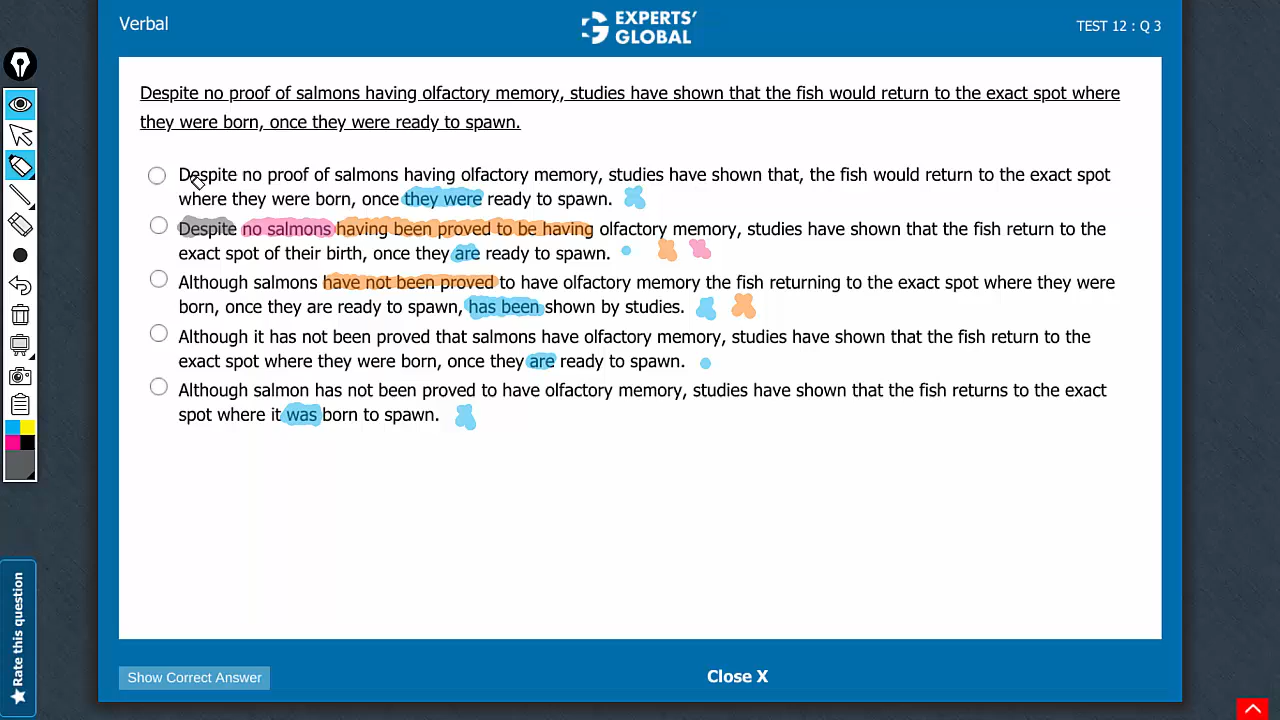 Verbal
EXPERTS’
GLOBAL
TEST 12 : Q 3
Despite no proof of salmons having olfactory memory, studies have shown that the fish would return to the exact spot where
they were born, once they were ready to spawn.
Despite no proof of salmons having olfactory memory, studies have shown that, the fish would return to the exact spot
where they were born, once they were ready to spawn.
Despite no salmons having been proved to be having olfactory memory, studies have shown that the fish return to the
exact spot of their birth, once they are ready to spawn.
Although salmons have not been proved to have olfactory memory the fish returning to the exact spot where they were
born, once they are ready to spawn, has been shown by studies.
Although it has not been proved that salmons have olfactory memory, studies have shown that the fish return to the
exact spot where they were born, once they are ready to spawn.
Although salmon has not been proved to have olfactory memory, studies have shown that the fish returns to the exact
spot where it was born to spawn.
Rate this question
Show Correct Answer
Close X